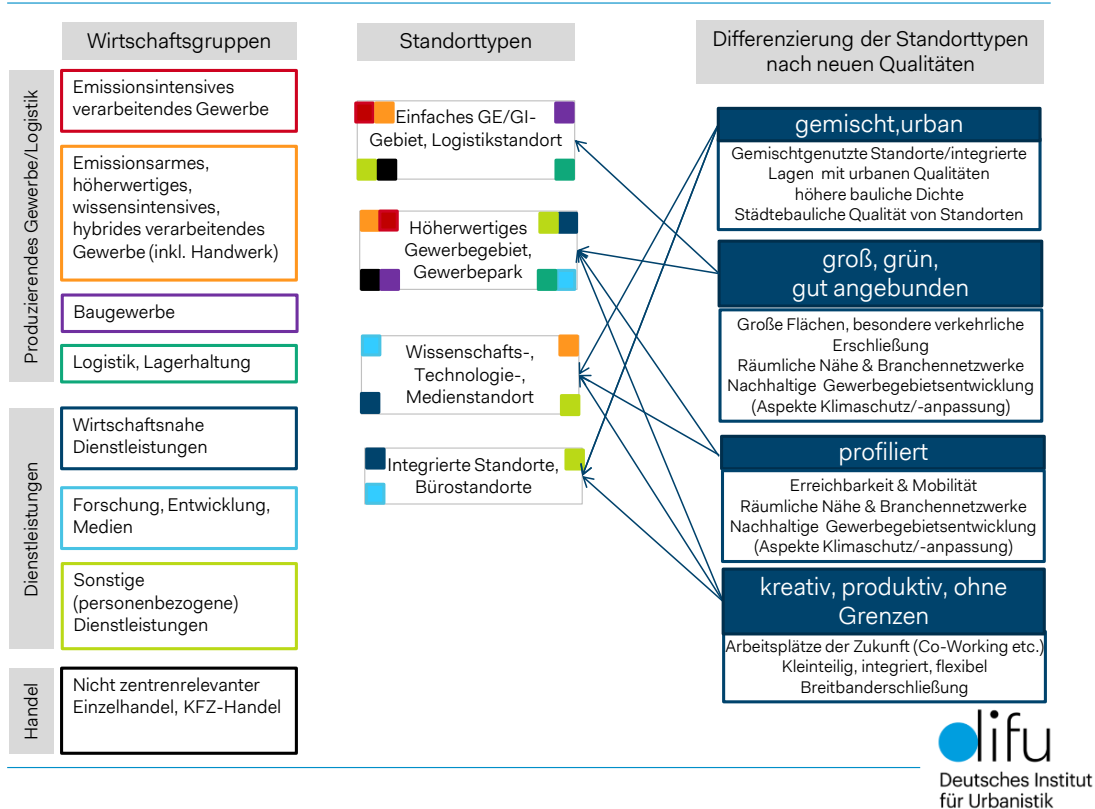 Wirtschaftsgruppen
Produzierendes Gewerbe/Logistik
Emissionsintensives
verarbeitendes Gewerbe
Emissionsarmes,
höherwertiges,
wissensintensives,
hybrides verarbeitendes
Gewerbe (inkl. Handwerk)
Baugewerbe
Logistik, Lagerhaltung
Dienstleistungen
Wirtschaftsnahe
Dienstleistungen
Forschung, Entwicklung,
Medien
Sonstige
(personenbezogene)
Dienstleistungen
Handel
Nicht zentrenrelevanter
Einzelhandel, KFZ-Handel
Standorttypen
Einfaches GE/GI-
Gebiet, Logistikstandort
Höherwertiges
Gewerbegebiet,
Gewerbepark
Wissenschafts-,
Technologie-,
Medienstandort
Integrierte Standorte,
Bürostandorte
Differenzierung der Standorttypen
nach neuen Qualitäten
gemischt,urban
Gemischtgenutzte Standorte/integrierte
Lagen mit urbanen Qualitäten
höhere bauliche Dichte
Städtebauliche Qualität von Standorten
groß, grün,
gut angebunden
Große Flächen, besondere verkehrliche
Erschließung
Räumliche Nähe & Branchennetzwerke
Nachhaltige Gewerbegebietsentwicklung
(Aspekte Klimaschutz/-anpassung)
profiliert
Erreichbarkeit & Mobilität
Räumliche Nähe & Branchennetzwerke
Nachhaltige Gewerbegebietsentwicklung
(Aspekte Klimaschutz/-anpassung)
kreativ, produktiv, ohne
Grenzen
Arbeitsplätze der Zukunft (Co-Working etc.)
Kleinteilig, integriert, flexibel
Breitbanderschließung
difu
Deutsches Institut
für Urbanistik